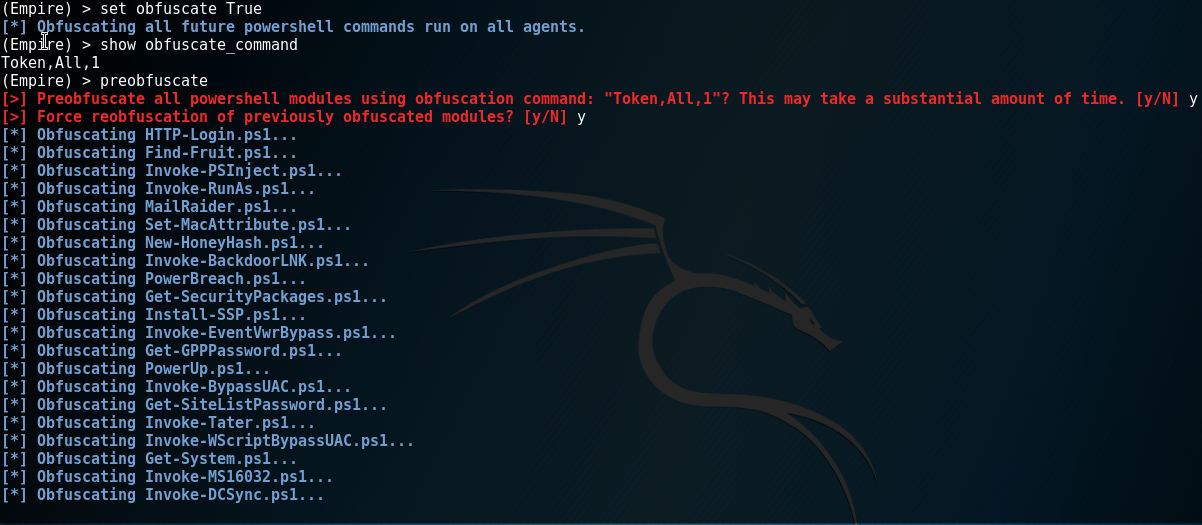 (Empire) > set obfuscate True
[*] Obfuscating all future powershell commands run on all agents.
(Empire) > show obfuscate_command
Token,All,1
(Empire) > preobfuscate
[>] Preobfuscate all powershell modules using obfuscation command: "Token,All,1"? This may take a substantial amount of time. [y/N] y
[>] Force reobfuscation of previously obfuscated modules? [y/N] y
[*] Obfuscating HTTP-Login.ps1...
[*] Obfuscating Find-Fruit.ps1...
[*] Obfuscating Invoke-PSInject.ps1...
[*] Obfuscating Invoke-RunAs.ps1...
[*] Obfuscating MailRaider.ps1...
[*] Obfuscating Set-MacAttribute.ps1...
[*] Obfuscating New-HoneyHash.ps1...
[*] Obfuscating Invoke-BackdoorLNK.ps1...
[*] Obfuscating PowerBreach.ps1...
[*] Obfuscating Get-SecurityPackages.ps1...
[*] Obfuscating Install-SSP.ps1...
[*] Obfuscating Invoke-EventVwrBypass.ps1...
[*] Obfuscating Get-GPPPassword.ps1...
[*] Obfuscating PowerUp.ps1...
[*] Obfuscating Invoke-BypassUAC.ps1...
[*] Obfuscating Get-SiteListPassword.ps1...
[*] Obfuscating Invoke-Tater.ps1...
[*] Obfuscating Invoke-WScriptBypassUAC.ps1...
[*] Obfuscating Get-System.ps1...
[*] Obfuscating Invoke-MS16032.ps1...
[*] Obfuscating Invoke-DCSync.ps1...